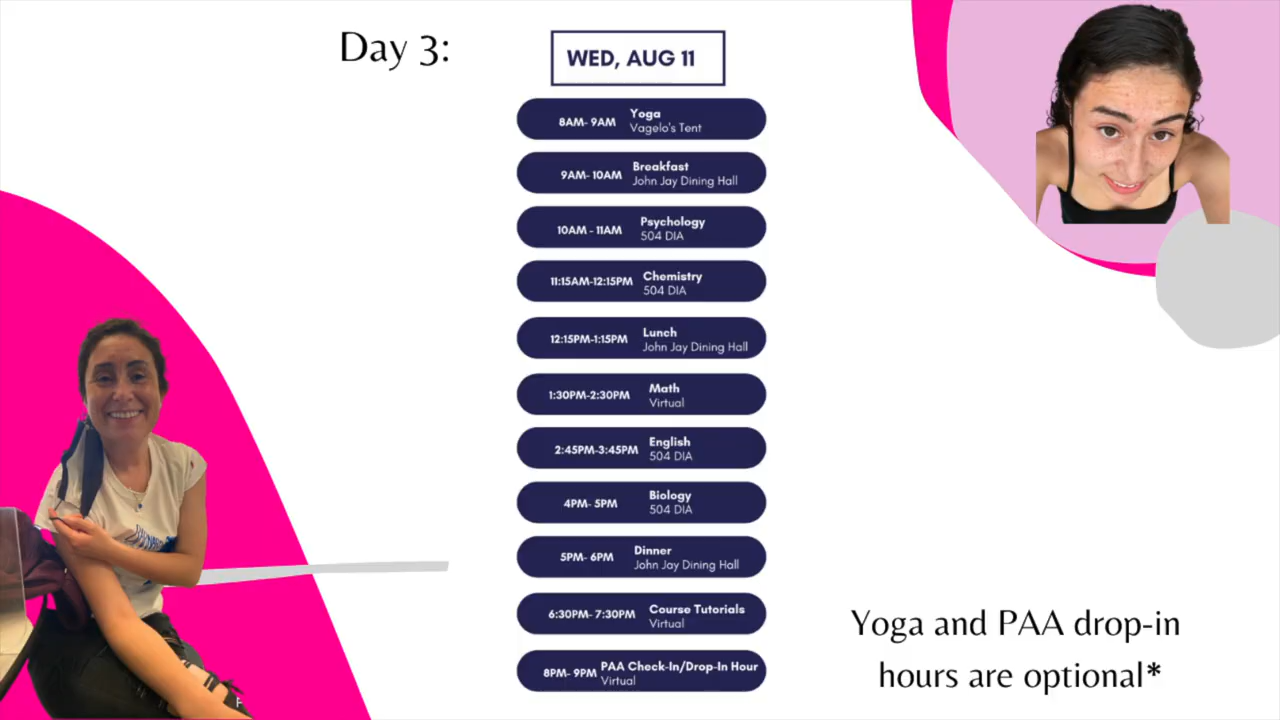 Day 3:
WED, AUG 11
8AM- 9AM Yoga
Vagelo's Tent
9AM- 10AM Breakfast
John Jay Dining Hall
10AM - 11AM Psychology
504 DIA
11:15AM-12:15PM Chemistry
504 DIA
12:15PM-1:15PM Lunch
John Jay Dining Hall
1:30PM-2:30PM Math
Virtual
2:45PM-3:45PM English
504 DIA
4PM- 5PM Biology
504 DIA
5PM- 6PM Dinner
John Jay Dining Hall
6:30PM- 7:30PM Course Tutorials
Virtual
8PM- 9PM PAA Check-In/Drop-In Hour
Virtual
Yoga and PAA drop-in
hours are optional*